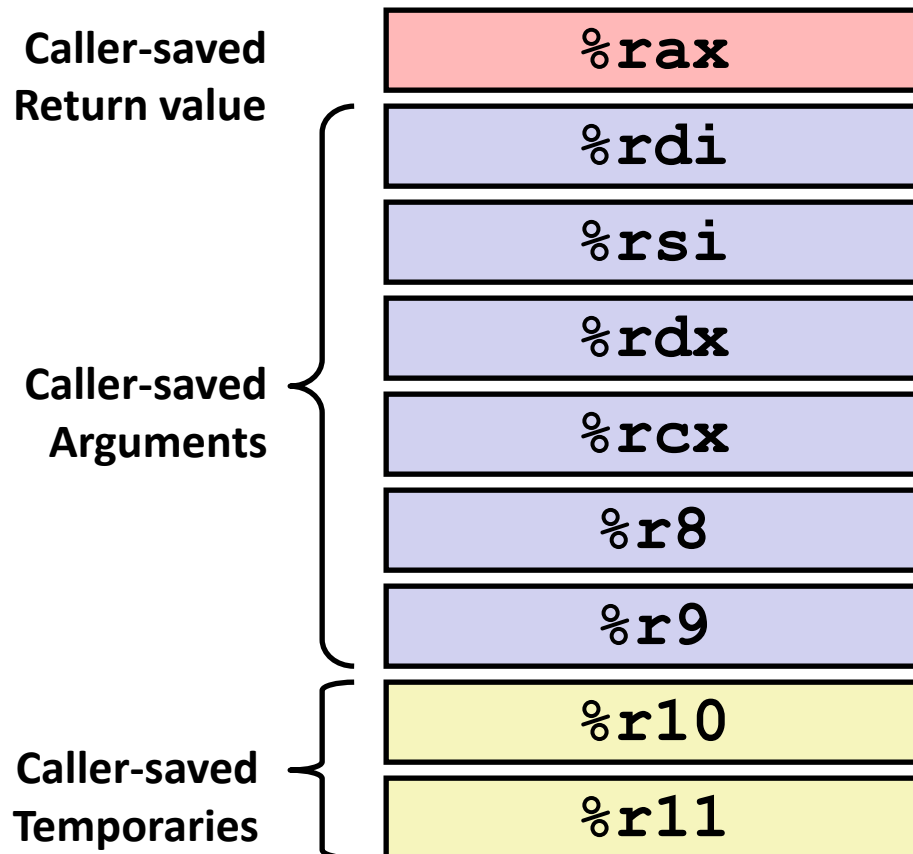 Caller-saved
Return value
%rax
%rdi
%rsi
%rdx
Caller-saved
Arguments
%rcx
%r8
%r9
%r10
Caller-saved
Temporaries
%r11